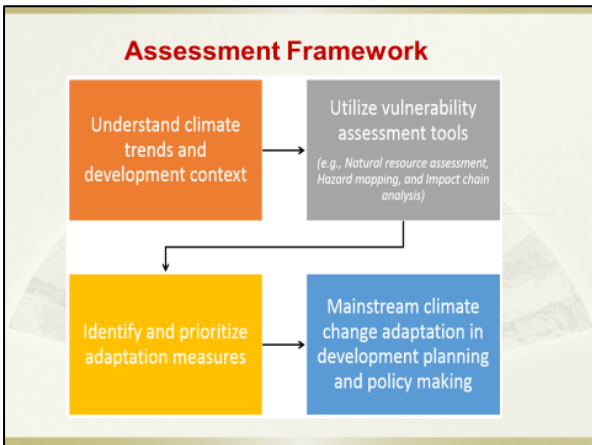 Assessment Framework
Understand climate
trends and
development context
Utilize vulnerability
assessment tools
(e.g., Natural resource assessment,
Hazard mapping, and Impact chain
analysis)
Identify and prioritize
adaptation measures
Mainstream climate
change adaptation in
development planning
and policy making